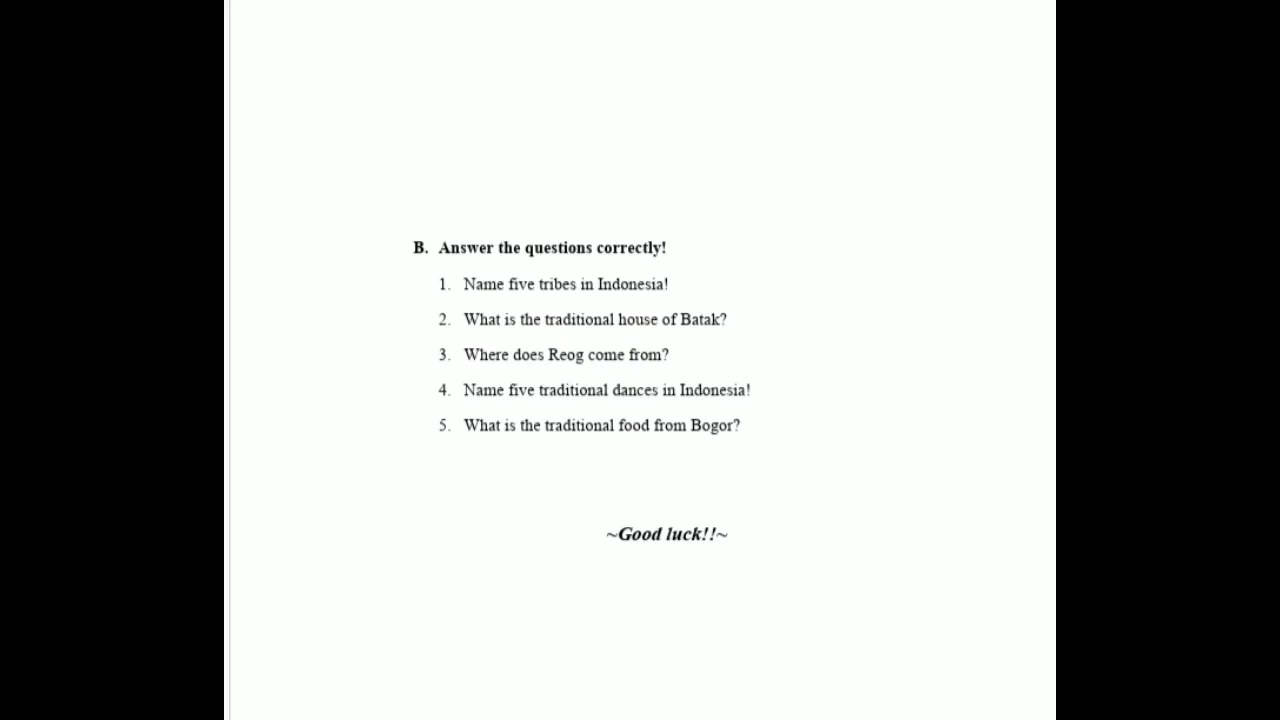 B. Answer the questions correctly!
1. Name five tribes in Indonesia!
2. What is the traditional house of Batak?
3. Where does Reog come from?
4. Name five traditional dances in Indonesia!
5. What is the traditional food from Bogor?
~Good luck!!~